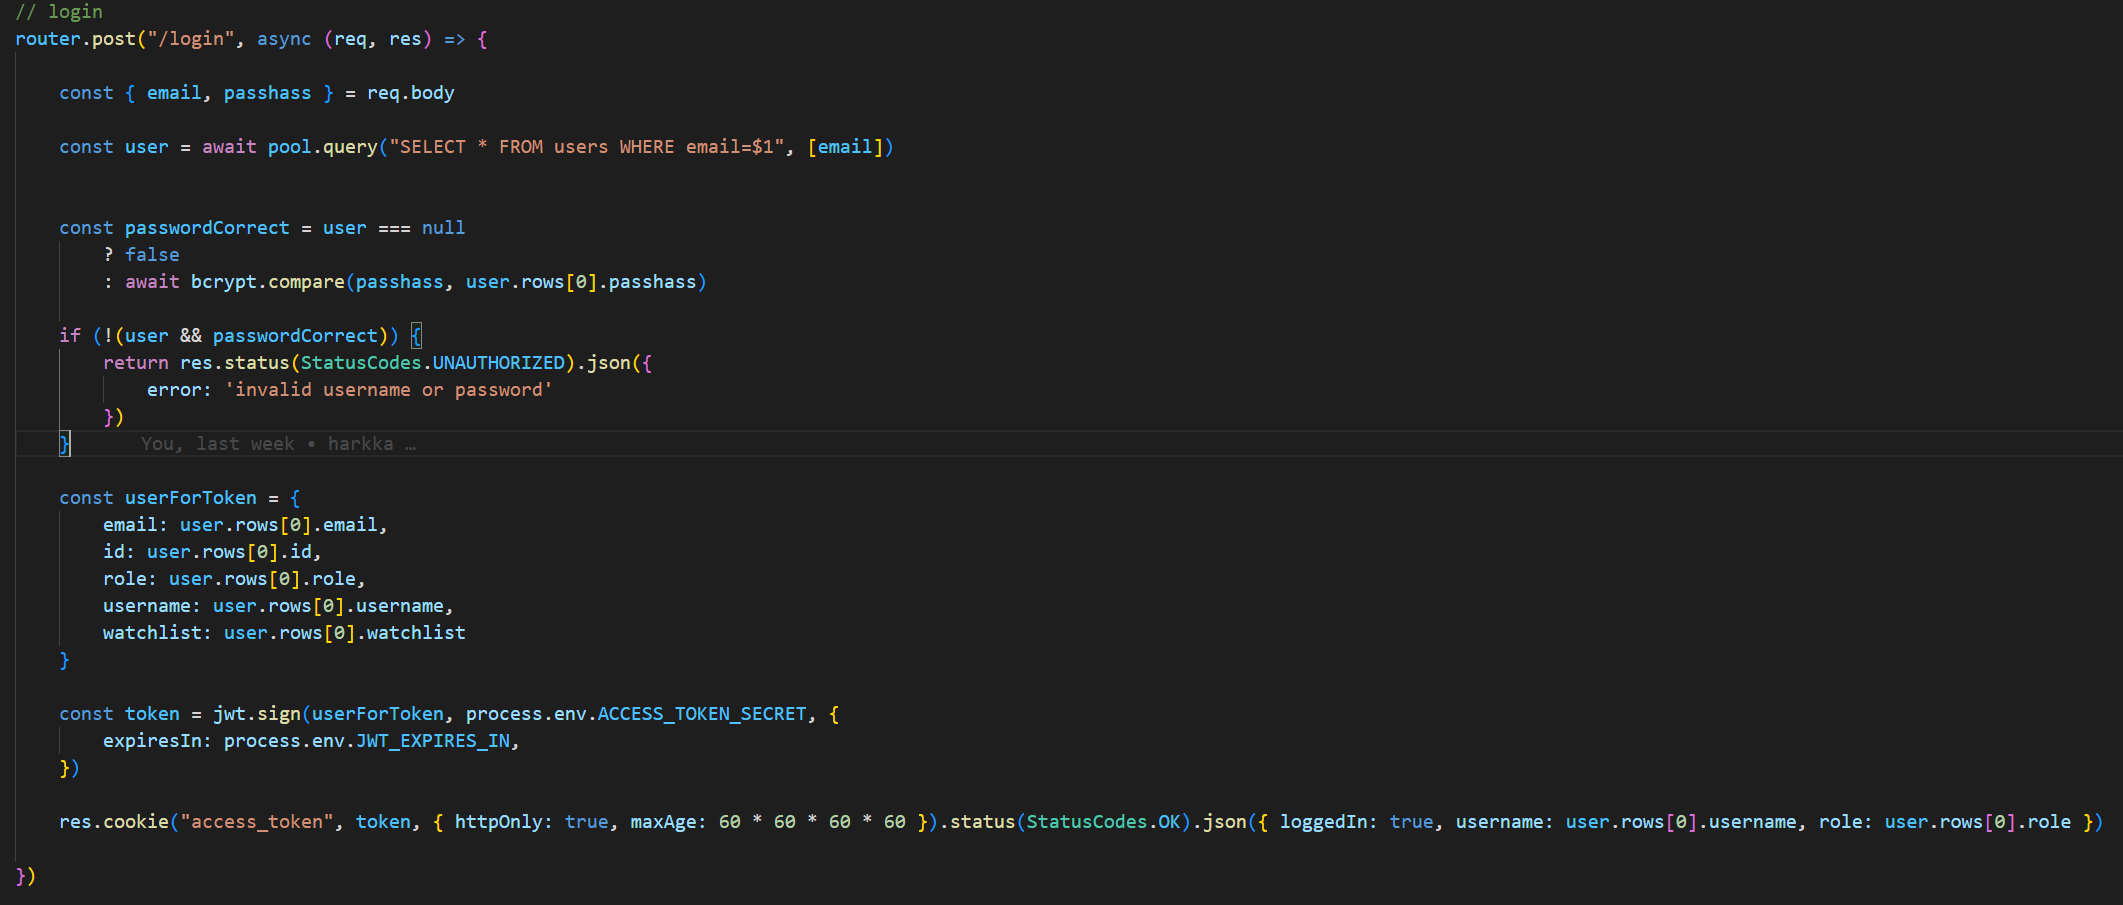 // login
router.post("/login", async (req, res) => {
const { email, passhass } = req.body
const user = await pool.query("SELECT * FROM users WHERE email=$1", [email])
const passwordCorrect = user === null
? false
: await bcrypt.compare(passhass, user.rows[0].passhass)
if (!(user && passwordCorrect)) {
return res.status(StatusCodes.UNAUTHORIZED).json({
error: 'invalid username or password'
})
}      You, last week • harkka …
const userForToken = {
email: user.rows[0].email,
id: user.rows[0].id,
role: user.rows[0].role,
username: user.rows[0].username,
watchlist: user.rows[0].watchlist
}
const token = jwt.sign(userForToken, process.env.ACCESS_TOKEN_SECRET, {
expiresIn: process.env.JWT_EXPIRES_IN,
})
res.cookie("access_token", token, { httpOnly: true, maxAge: 60 * 60 * 60 * 60 }).status(StatusCodes.OK).json({ loggedIn: true, username: user.rows[0].username, role: user.rows[0].role })
})